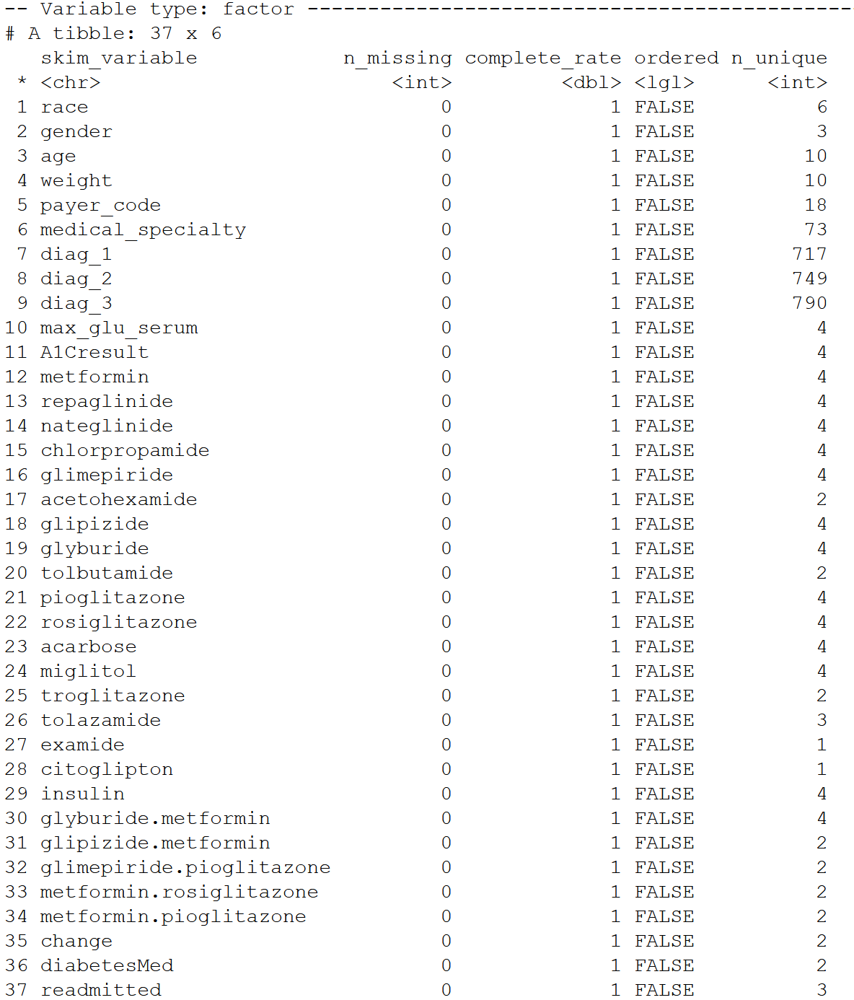 -- Variable type: factor ---------------------------------------------
# A tibble: 37 x 6
   skim_variable            n_missing complete_rate ordered n_unique
 * <chr>                        <int>         <dbl> <lgl>      <int>
 1 race                             0             1 FALSE          6
 2 gender                           0             1 FALSE          3
 3 age                              0             1 FALSE         10
 4 weight                           0             1 FALSE         10
 5 payer_code                       0             1 FALSE         18
 6 medical_specialty                0             1 FALSE         73
 7 diag_1                           0             1 FALSE        717
 8 diag_2                           0             1 FALSE        749
 9 diag_3                           0             1 FALSE        790
10 max_glu_serum                    0             1 FALSE          4
11 A1Cresult                        0             1 FALSE          4
12 metformin                        0             1 FALSE          4
13 repaglinide                      0             1 FALSE          4
14 nateglinide                      0             1 FALSE          4
15 chlorpropamide                   0             1 FALSE          4
16 glimepiride                      0             1 FALSE          4
17 acetohexamide                    0             1 FALSE          2
18 glipizide                        0             1 FALSE          4
19 glyburide                        0             1 FALSE          4
20 tolbutamide                      0             1 FALSE          2
21 pioglitazone                     0             1 FALSE          4
22 rosiglitazone                    0             1 FALSE          4
23 acarbose                         0             1 FALSE          4
24 miglitol                         0             1 FALSE          4
25 troglitazone                     0             1 FALSE          2
26 tolazamide                       0             1 FALSE          3
27 examide                          0             1 FALSE          1
28 citoglipton                      0             1 FALSE          1
29 insulin                          0             1 FALSE          4
30 glyburide.metformin              0             1 FALSE          4
31 glipizide.metformin              0             1 FALSE          2
32 glimepiride.pioglitazone         0             1 FALSE          2
33 metformin.rosiglitazone          0             1 FALSE          2
34 metformin.pioglitazone           0             1 FALSE          2
35 change                           0             1 FALSE          2
36 diabetesMed                      0             1 FALSE          2
37 readmitted                       0             1 FALSE          3